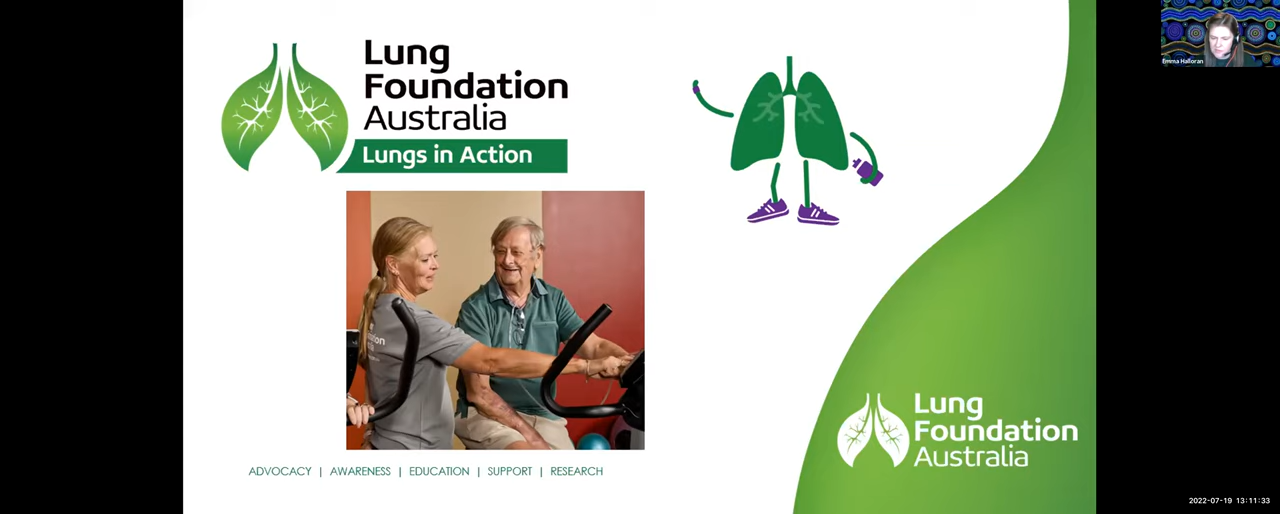 Lung
Foundation
Australia
Lungs in Action
Emma Halloran
ADVOCACY | AWARENESS | EDUCATION | SUPPORT | RESEARCH
Lung
Foundation
Australia
2022-07-19 13:11:33